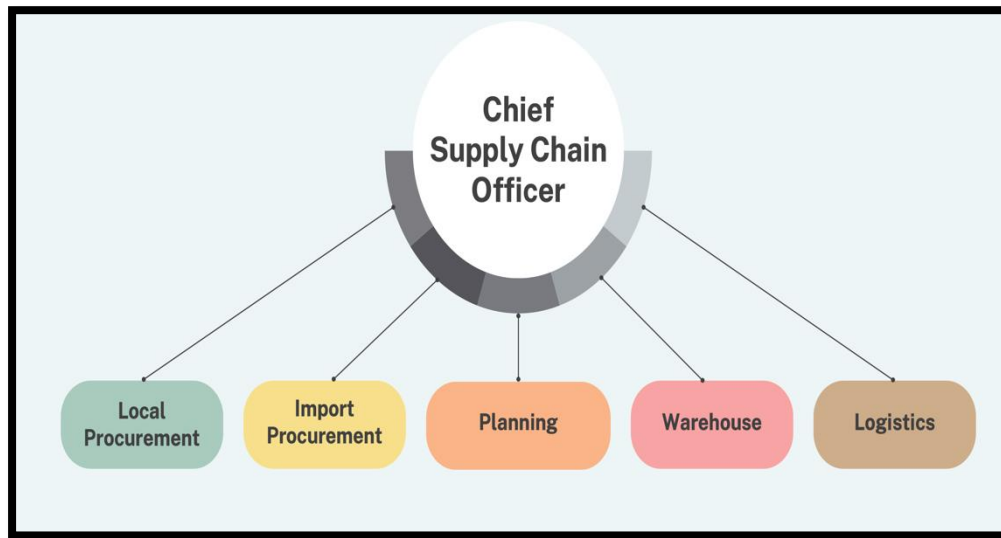 Chief
Supply Chain
Officer
Local
Procurement
Import
Procurement
Planning
Warehouse
Logistics